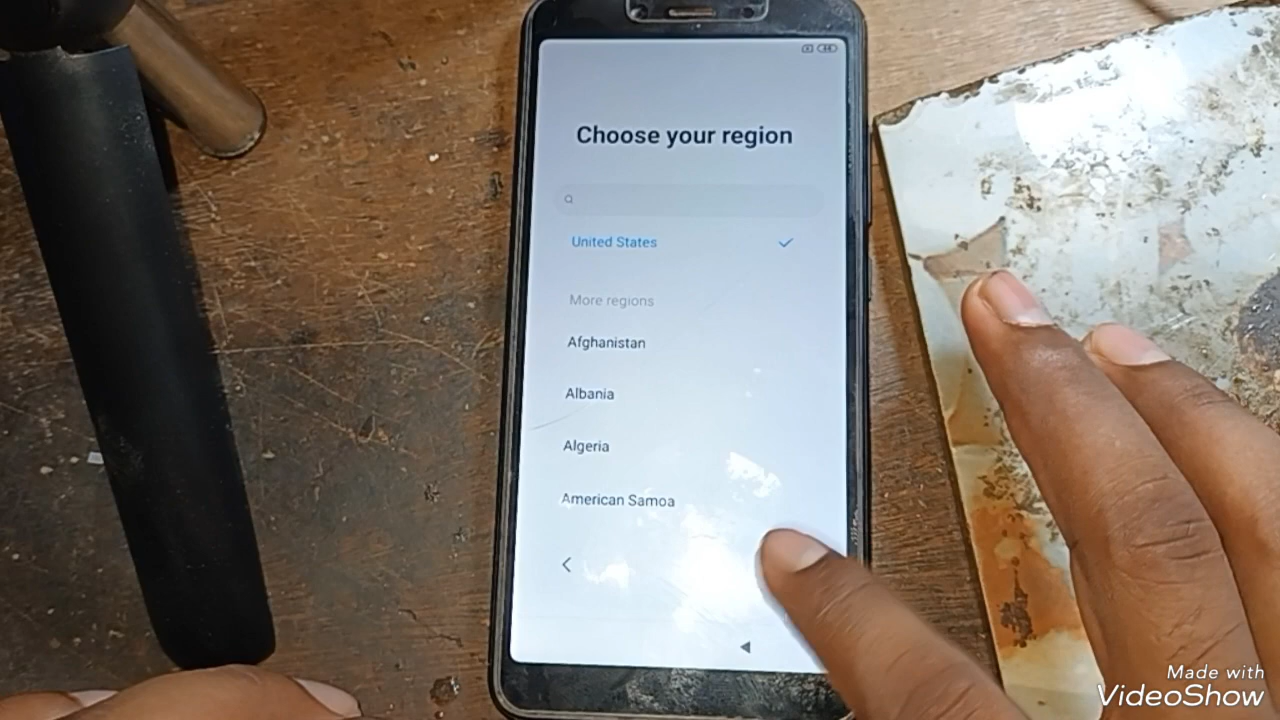 Choose your region
United States
More regions
Afghanistan
Albania
Algeria
American Samoa
Made with
VideoShow